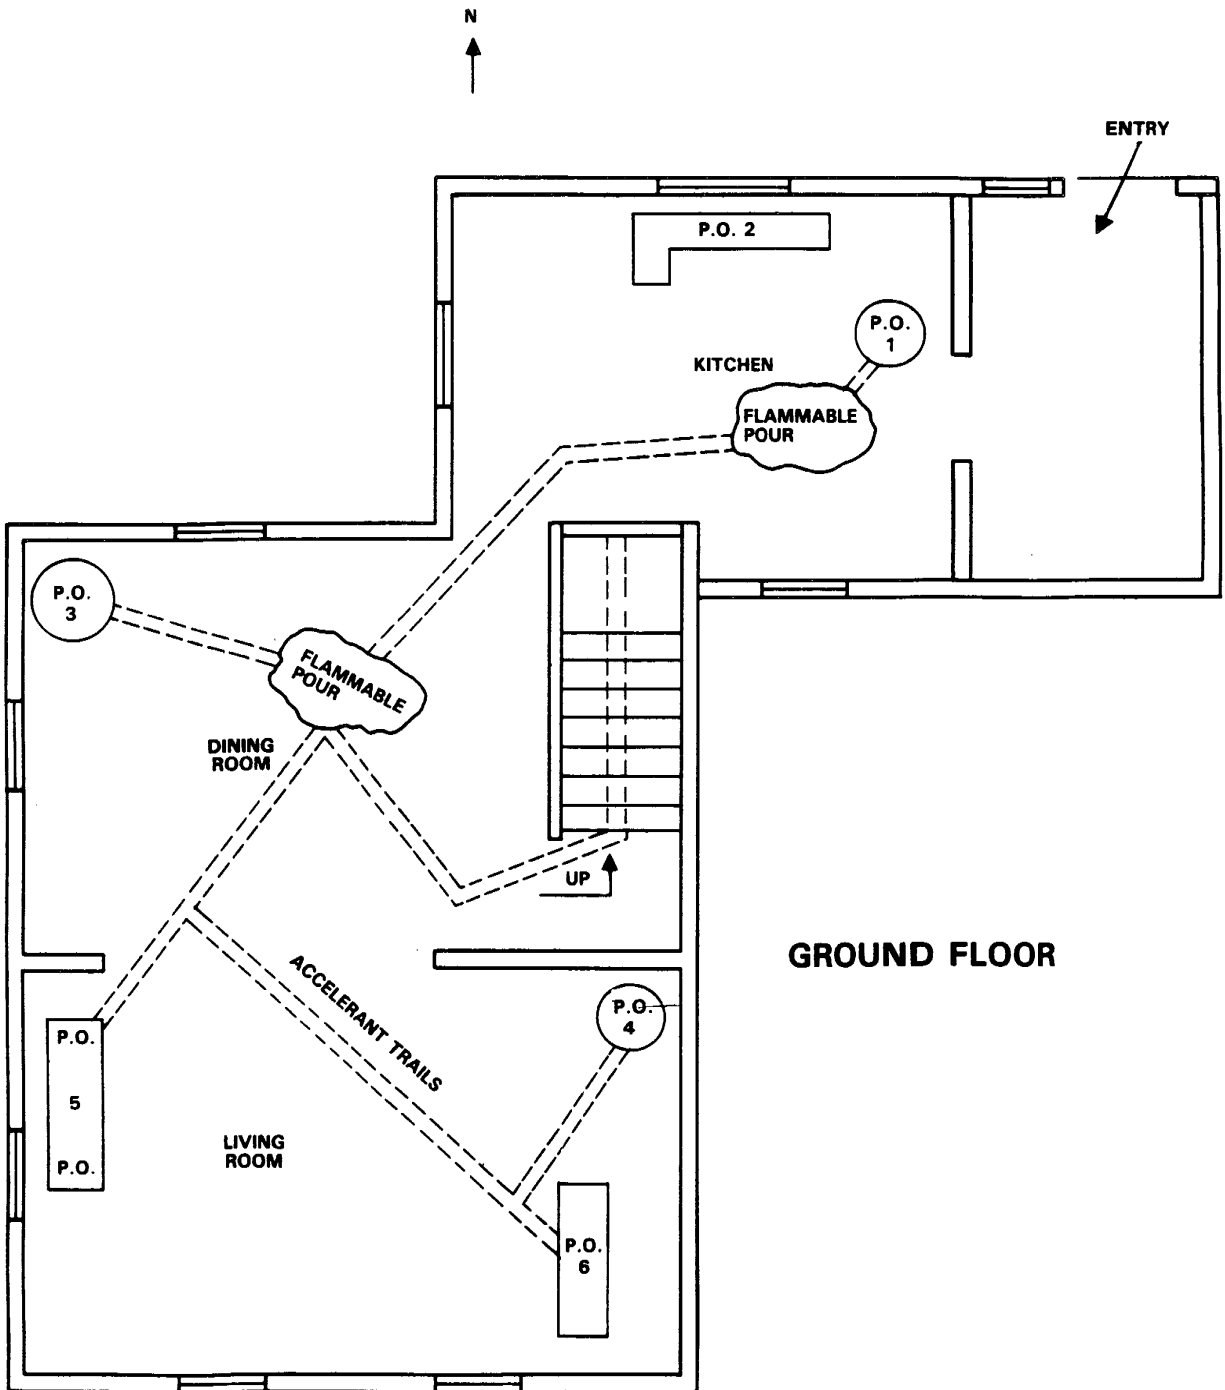 N
ENTRY
P.O. 2
P.O.
1
KITCHEN
FLAMMABLE
POUR
P.O.
3
FLAMMABLE
POUR
DINING
ROOM
UP
GROUND FLOOR
ACCELERANT TRAILS
P.O.
4
P.O.
5
P.O.
LIVING
ROOM
P.O.
6